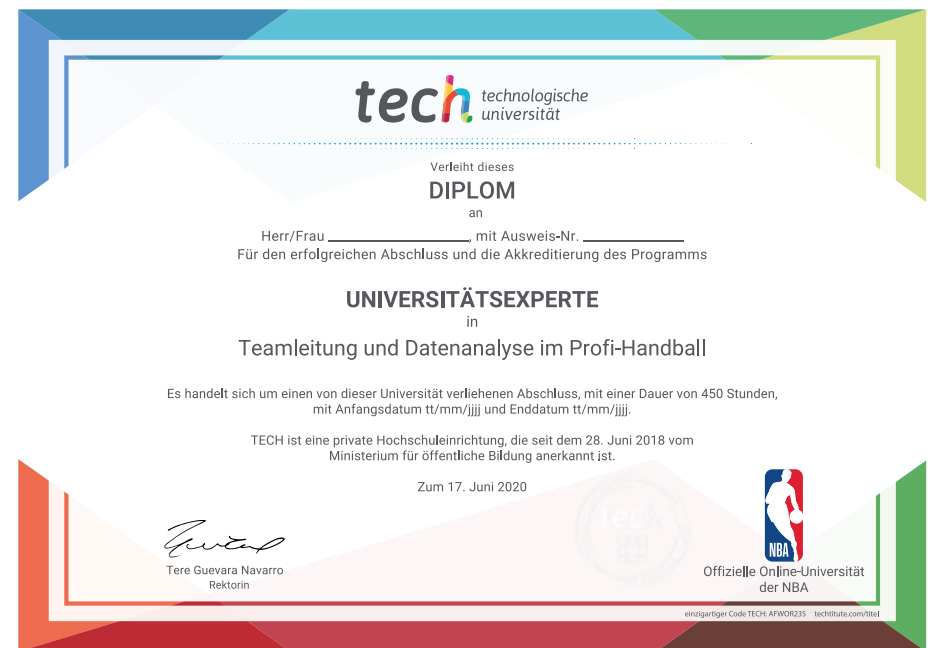 tech technologische
universität
Verleiht dieses
DIPLOM
an
Herr/Frau ____________, mit Ausweis-Nr. ____________
Für den erfolgreichen Abschluss und die Akkreditierung des Programms
UNIVERSITÄTSEXPERTE
in
Teamleitung und Datenanalyse im Profi-Handball
Es handelt sich um einen von dieser Universität verliehenen Abschluss, mit einer Dauer von 450 Stunden,
mit Anfangsdatum tt/mm/jjjj und Enddatum tt/mm/jjjj.
TECH ist eine private Hochschuleinrichtung, die seit dem 28. Juni 2018 vom
Ministerium für öffentliche Bildung anerkannt ist.
Zum 17. Juni 2020
tech
Tere Guevara Navarro
Rektorin
NBA
Offizielle Online-Universität
der NBA
einzigartiger Code TECH: AFWOR23S techtitute.com/titel